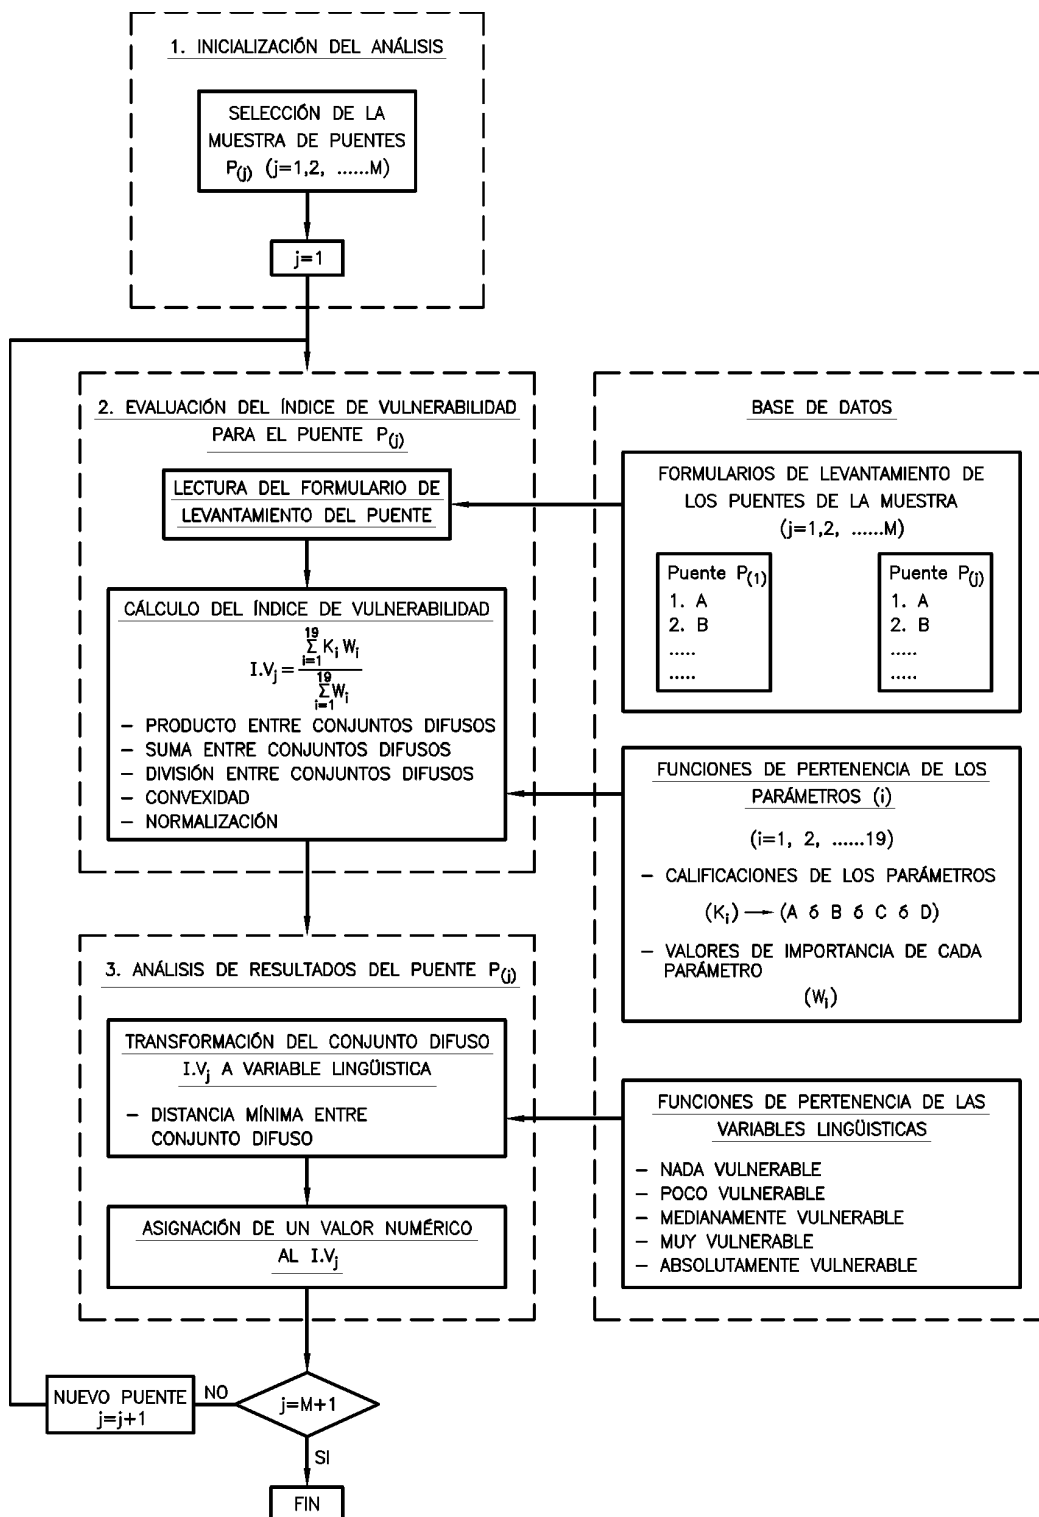 1. INICIALIZACIÓN DEL ANÁLISIS
SELECCIÓN DE LA
MUESTRA DE PUENTES
P(j) (j=1,2, ......M)
j=1
2. EVALUACIÓN DEL ÍNDICE DE VULNERABILIDAD
PARA EL PUENTE P(j)
LECTURA DEL FORMULARIO DE
LEVANTAMIENTO DEL PUENTE
CÁLCULO DEL ÍNDICE DE VULNERABILIDAD
19
Σ Ki Wi
i=1
I.Vj=
19
ΣWi
i=1
– PRODUCTO ENTRE CONJUNTOS DIFUSOS
– SUMA ENTRE CONJUNTOS DIFUSOS
– DIVISIÓN ENTRE CONJUNTOS DIFUSOS
– CONVEXIDAD
– NORMALIZACIÓN
3. ANÁLISIS DE RESULTADOS DEL PUENTE P(j)
TRANSFORMACIÓN DEL CONJUNTO DIFUSO
I.Vj A VARIABLE LINGÜISTICA
– DISTANCIA MÍNIMA ENTRE
CONJUNTO DIFUSO
ASIGNACIÓN DE UN VALOR NUMÉRICO
AL I.Vj
j=M+1
NO
NUEVO PUENTE
j=j+1
SI
FIN
BASE DE DATOS
FORMULARIOS DE LEVANTAMIENTO DE
LOS PUENTES DE LA MUESTRA
(j=1,2, ......M)
Puente P(1)
1. A
2. B
.....
.....
Puente P(j)
1. A
2. B
.....
.....
FUNCIONES DE PERTENENCIA DE LOS
PARÁMETROS (i)
(i=1, 2, ......19)
– CALIFICACIONES DE LOS PARÁMETROS
(Ki) → (A ó B ó C ó D)
– VALORES DE IMPORTANCIA DE CADA
PARÁMETRO
(Wi)
FUNCIONES DE PERTENENCIA DE LAS
VARIABLES LINGÜISTICAS
– NADA VULNERABLE
– POCO VULNERABLE
– MEDIANAMENTE VULNERABLE
– MUY VULNERABLE
– ABSOLUTAMENTE VULNERABLE